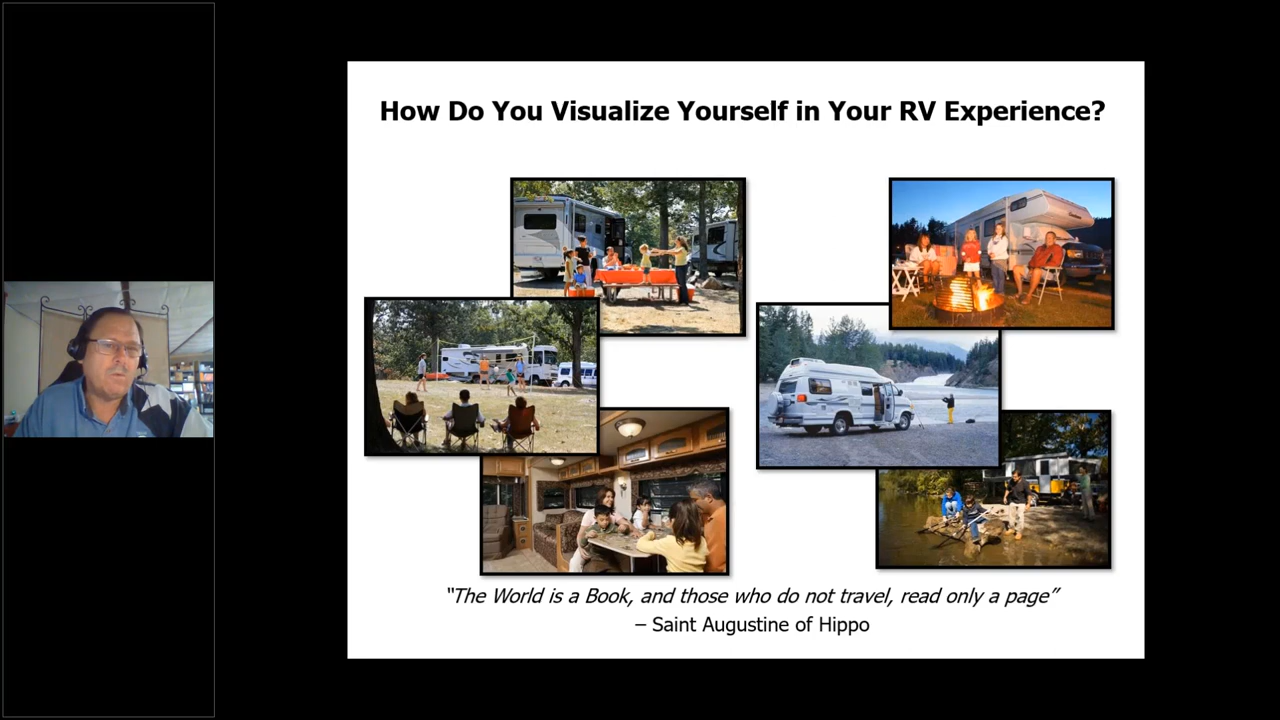 How Do You Visualize Yourself in Your RV Experience?
“The World is a Book, and those who do not travel, read only a page”
– Saint Augustine of Hippo